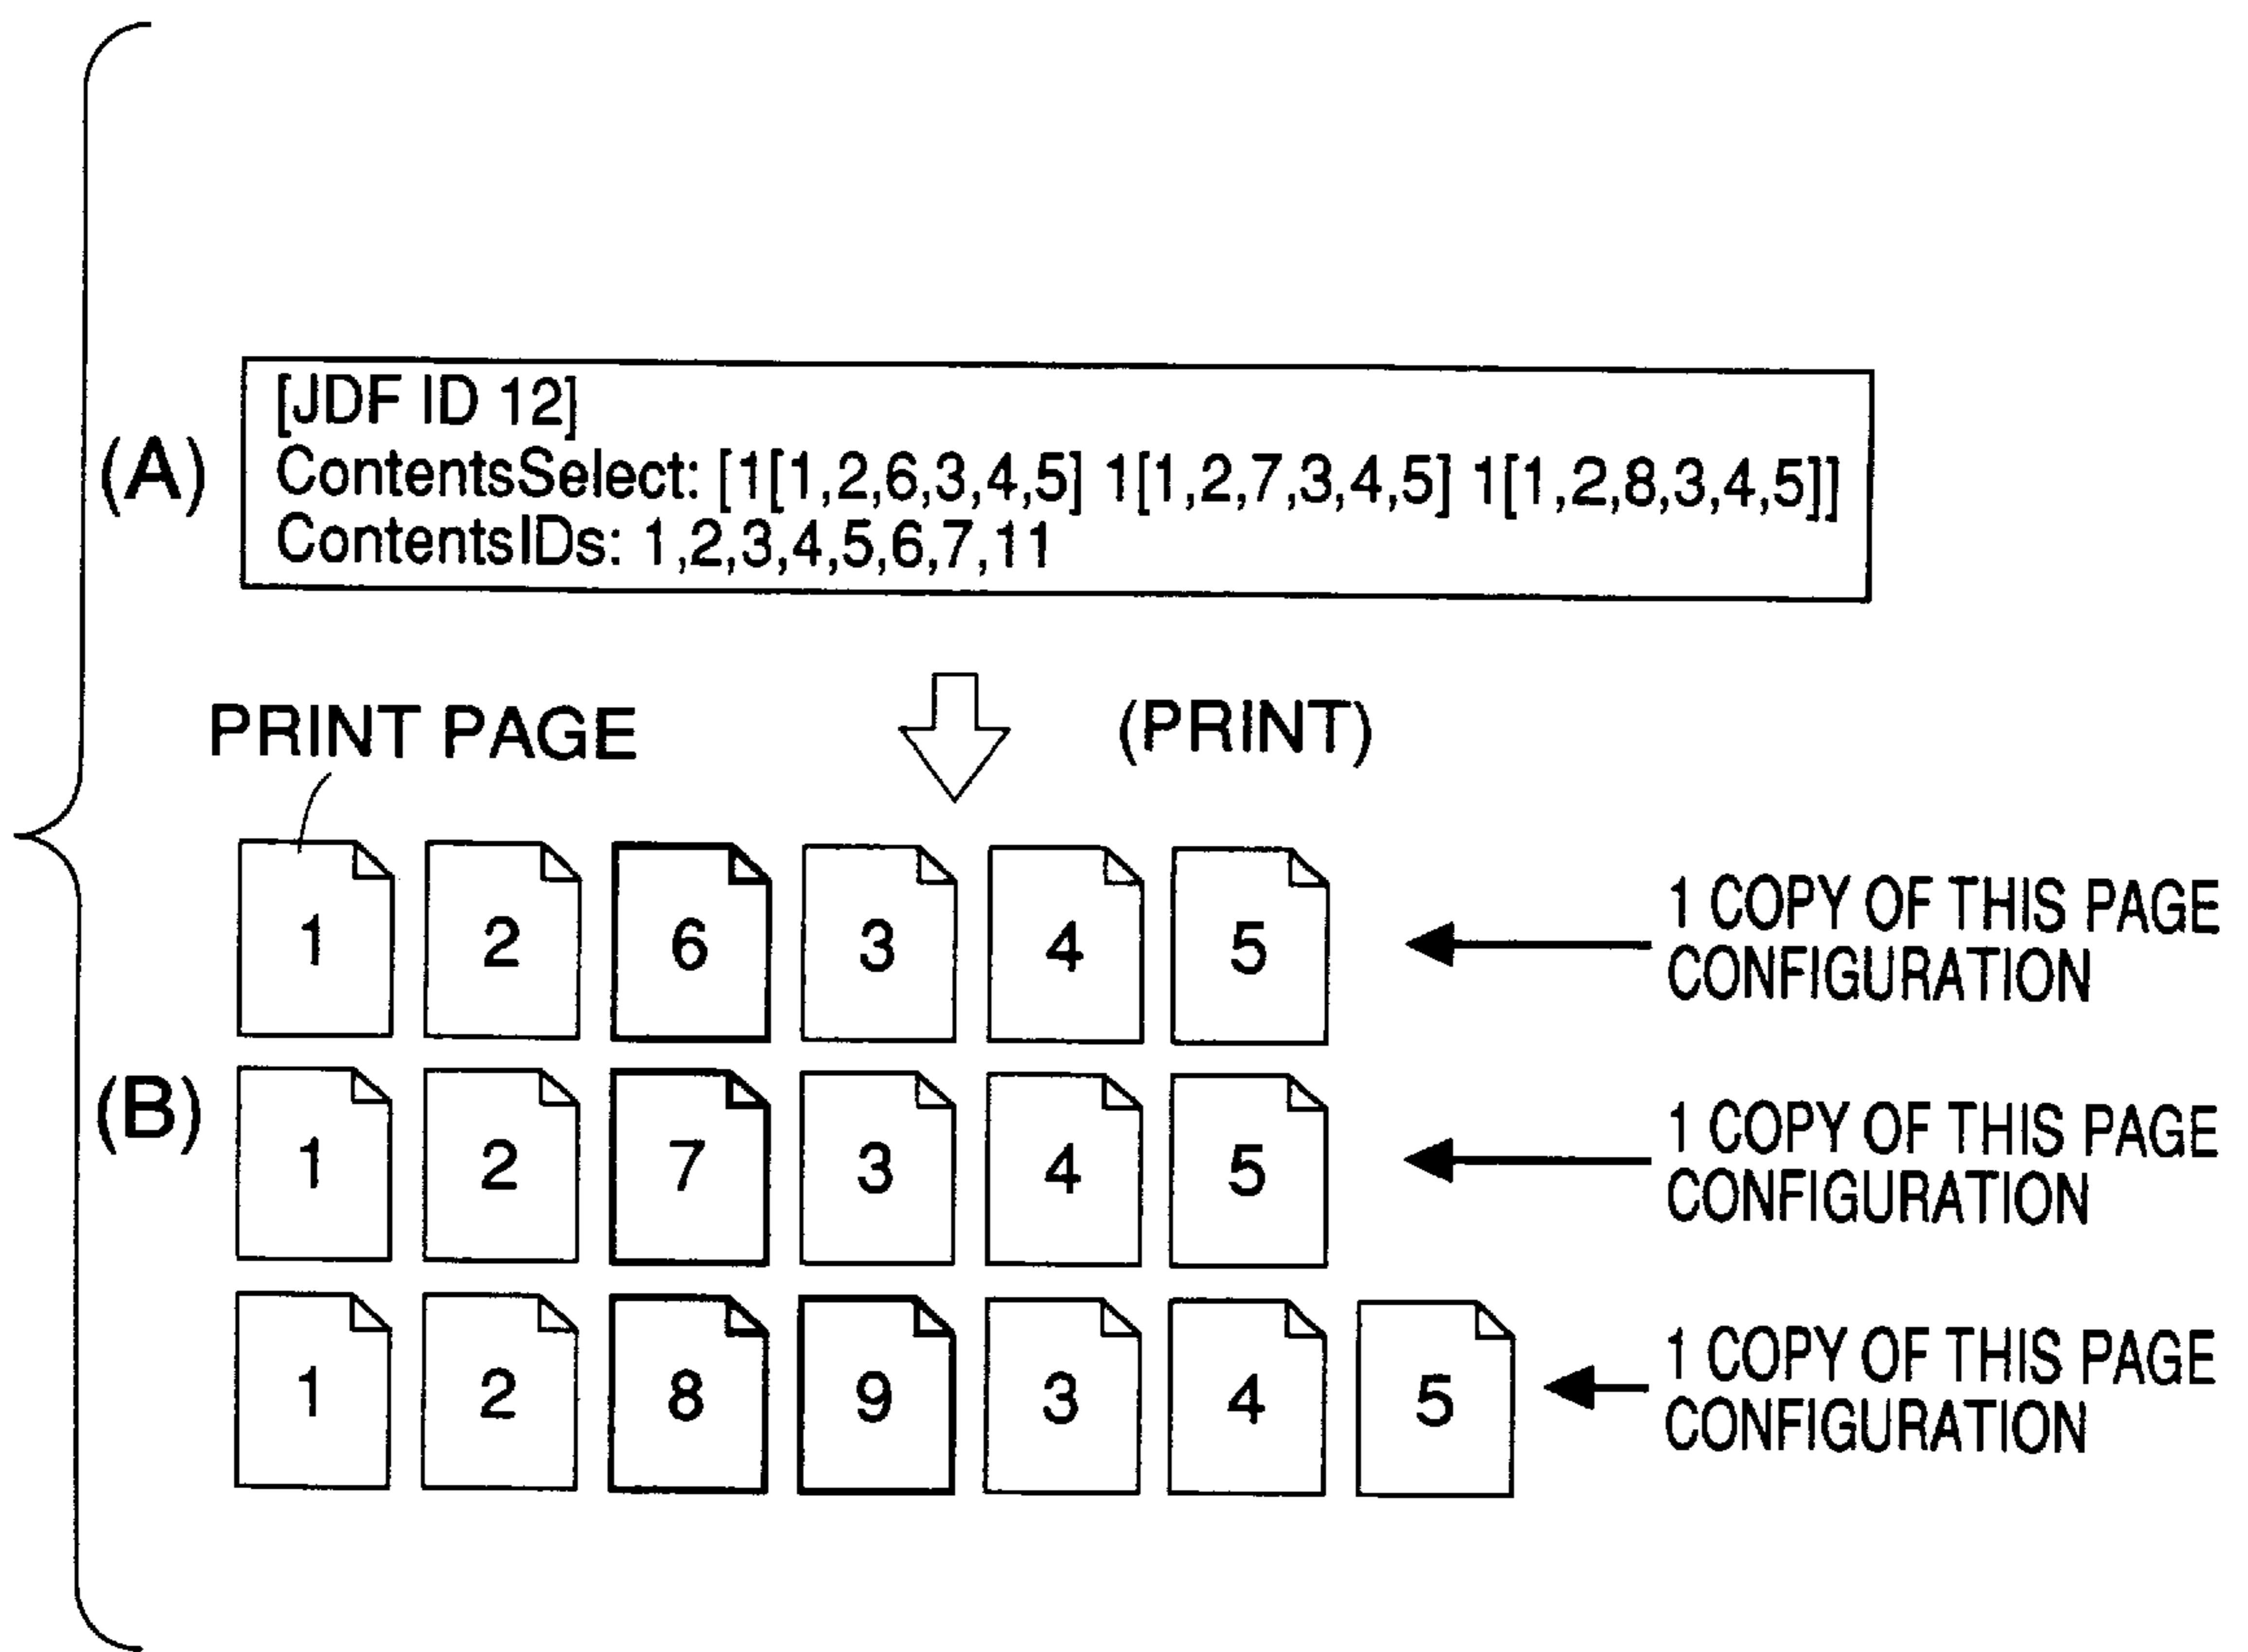 (A)
[JDF ID 12]
ContentsSelect: [1[1,2,6,3,4,5] 1[1,2,7,3,4,5] 1[1,2,8,3,4,5]]
ContentsIDs: 1,2,3,4,5,6,7,11
PRINT PAGE
(PRINT)
1 2 6 3 4 5
1 COPY OF THIS PAGE
CONFIGURATION
(B)
1 2 7 3 4 5
1 COPY OF THIS PAGE
CONFIGURATION
1 2 8 9 3 4 5
1 COPY OF THIS PAGE
CONFIGURATION